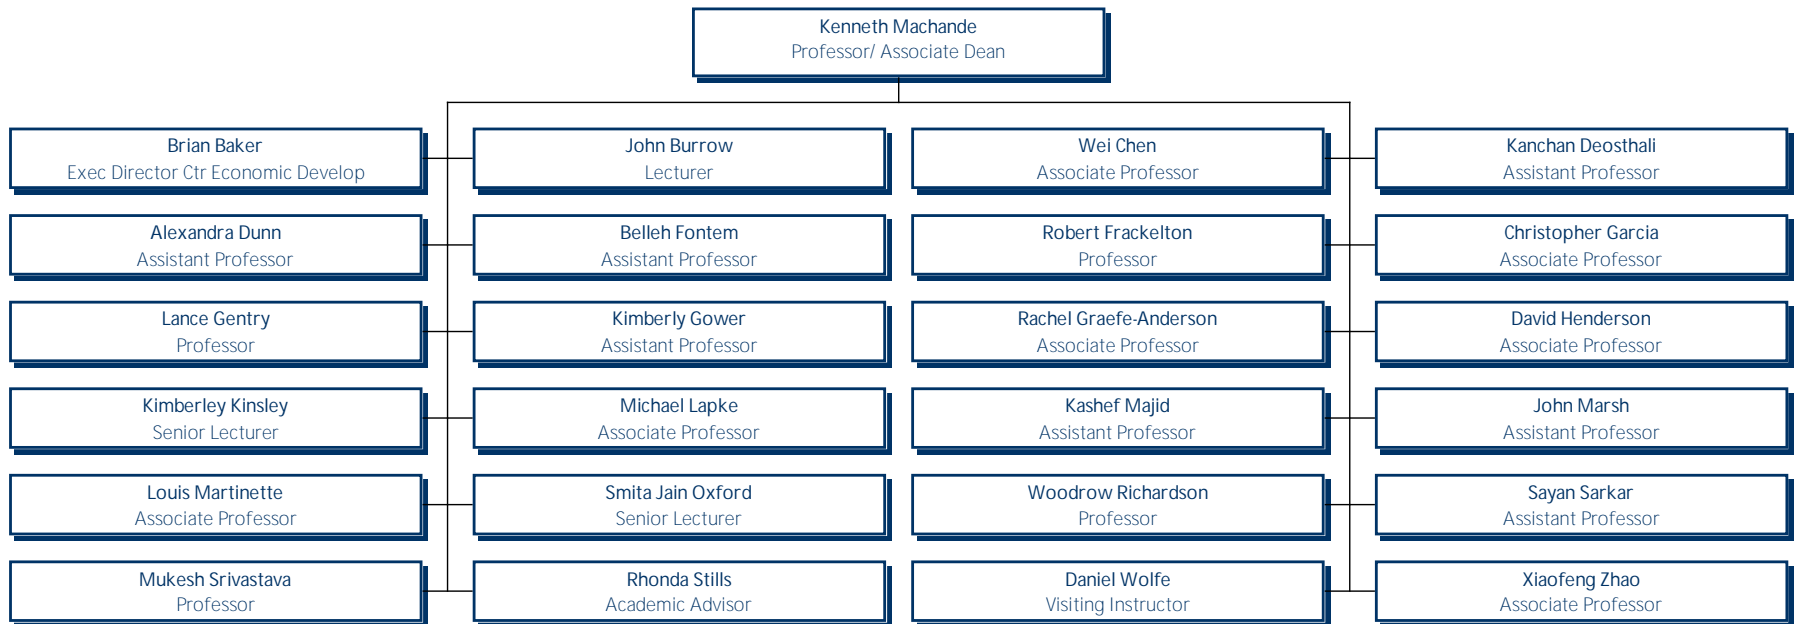 Kenneth Machande
Professor/ Associate Dean
Brian Baker
Exec Director Ctr Economic Develop
John Burrow
Lecturer
Wei Chen
Associate Professor
Kanchan Deosthali
Assistant Professor
Alexandra Dunn
Assistant Professor
Belleh Fontem
Assistant Professor
Robert Frackelton
Professor
Christopher Garcia
Associate Professor
Lance Gentry
Professor
Kimberly Gower
Assistant Professor
Rachel Graefe-Anderson
Associate Professor
David Henderson
Associate Professor
Kimberley Kinsley
Senior Lecturer
Michael Lapke
Associate Professor
Kashef Majid
Assistant Professor
John Marsh
Assistant Professor
Louis Martinette
Associate Professor
Smita Jain Oxford
Senior Lecturer
Woodrow Richardson
Professor
Sayan Sarkar
Assistant Professor
Mukesh Srivastava
Professor
Rhonda Stills
Academic Advisor
Daniel Wolfe
Visiting Instructor
Xiaofeng Zhao
Associate Professor